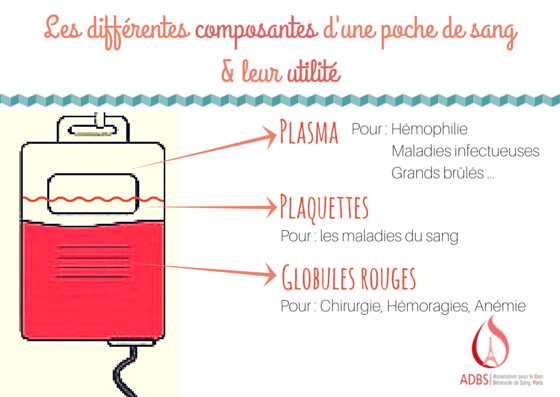 Les différentes composantes d'une poche de sang
& leur utilité
PLASMA Pour : Hémophilie
Maladies infectueuses
Grands brûlés ...
PLAQUETTES
Pour : les maladies du sang
GLOBULES ROUGES
Pour : Chirurgie, Hémoragies, Anémie
ADBS Association pour le Don
Bénévole de Sang Paris